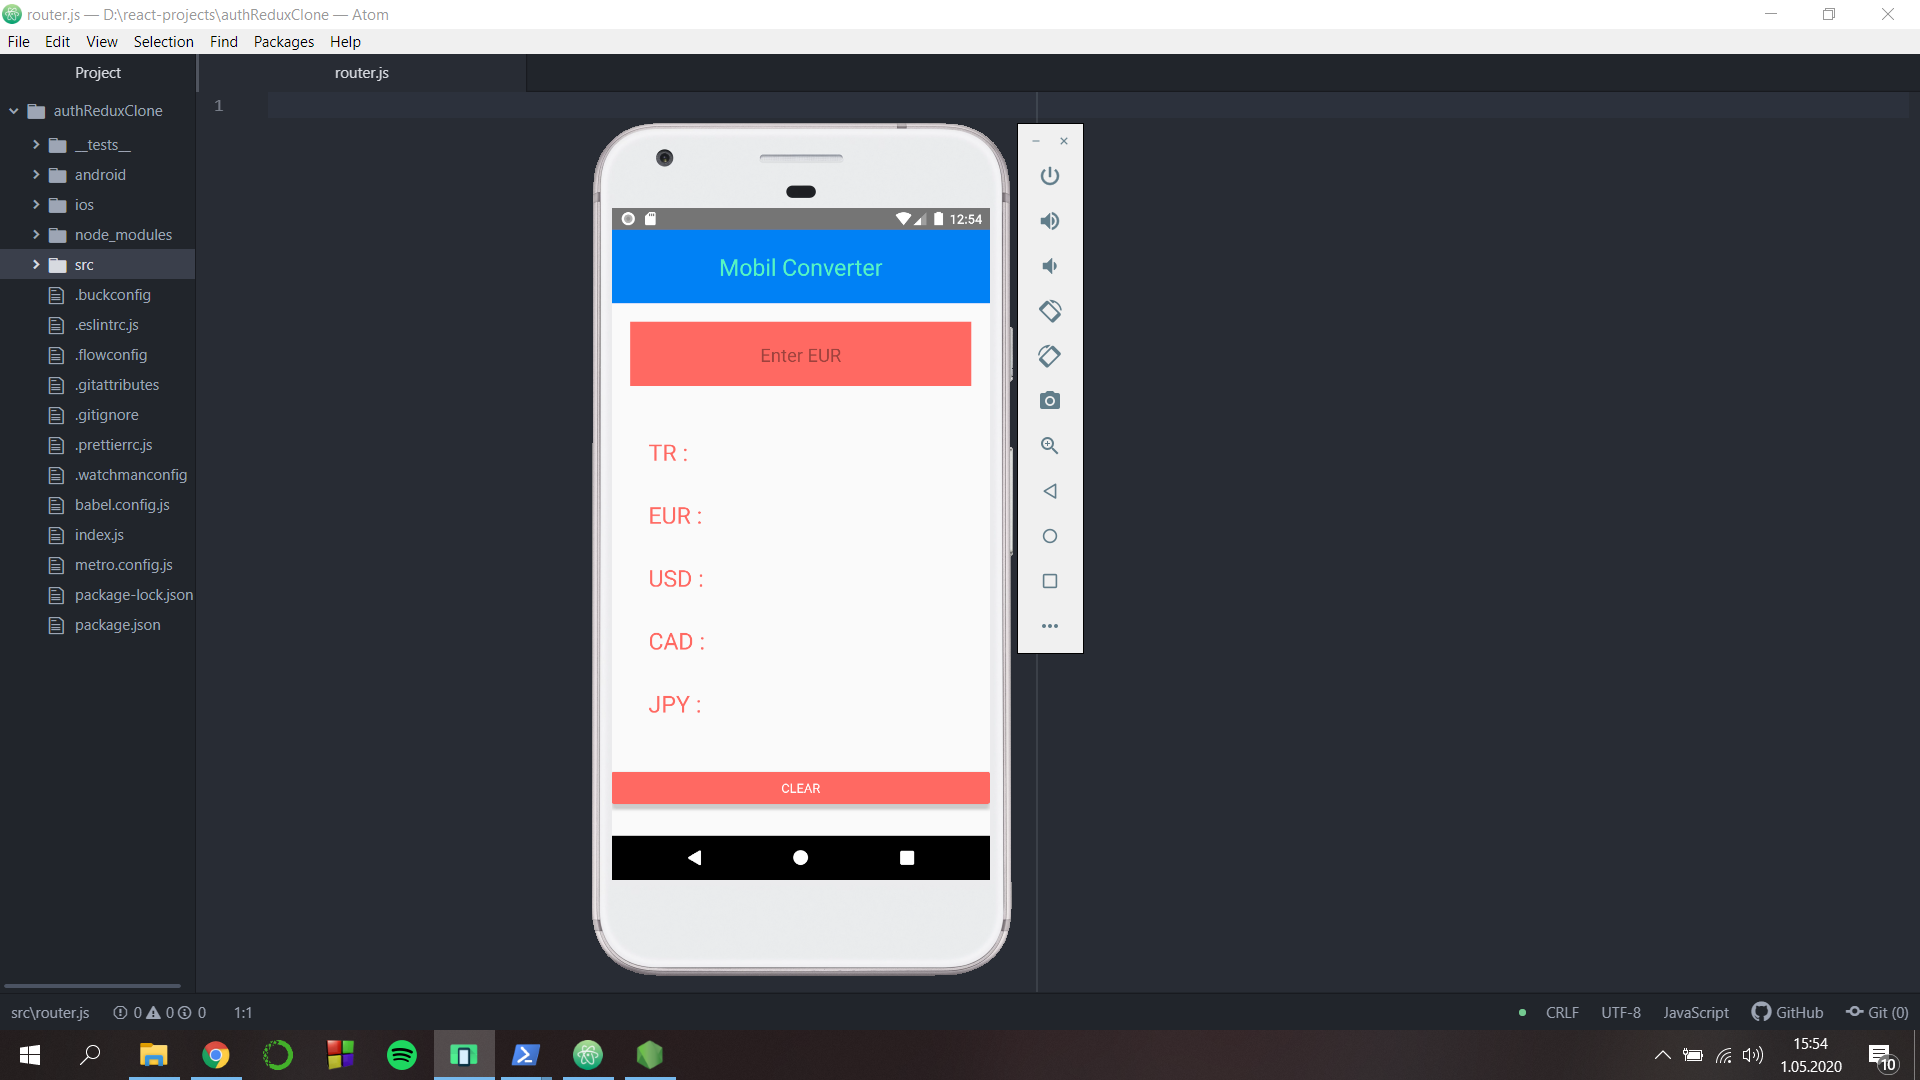 router.js — D:\react-projects\authReduxClone — Atom
File Edit View Selection Find Packages Help
Project
router.js
1
authReduxClone
__tests__
android
ios
node_modules
src
.buckconfig
.eslintrc.js
.flowconfig
.gitattributes
.gitignore
.prettierrc.js
.watchmanconfig
babel.config.js
index.js
metro.config.js
package-lock.json
package.json
12:54
Mobil Converter
Enter EUR
TR :
EUR :
USD :
CAD :
JPY :
CLEAR
src\router.js 0 0 0 1:1
CRLF UTF-8 JavaScript GitHub Git (0)
15:54
1.05.2020
10